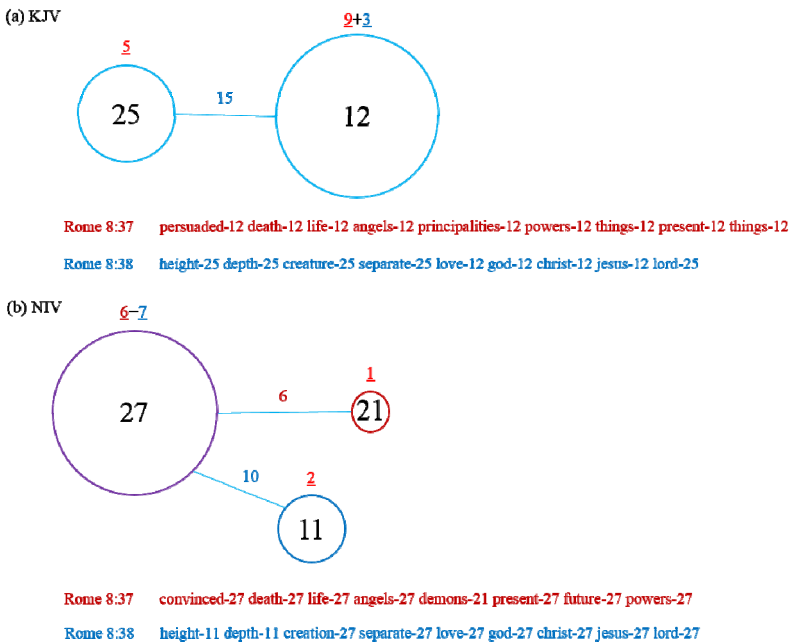 (a) KJV
5
9+3
25
15
12
Rome 8:37 persuaded-12 death-12 life-12 angels-12 principalities-12 powers-12 things-12 present-12 things-12
Rome 8:38 height-25 depth-25 creature-25 separate-25 love-12 god-12 christ-12 jesus-12 lord-25
(b) NIV
6−7
1
27
6
21
10
2
11
Rome 8:37 convinced-27 death-27 life-27 angels-27 demons-21 present-27 future-27 powers-27
Rome 8:38 height-11 depth-11 creation-27 separate-27 love-27 god-27 christ-27 jesus-27 lord-27